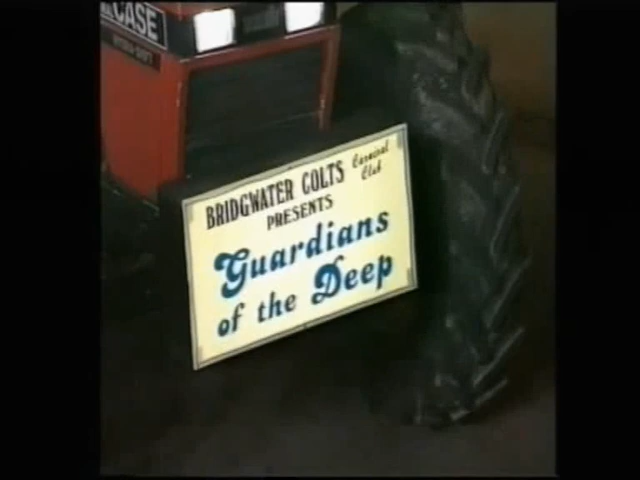 CASE
BRIDGWATER COLTS Carnival
Club
PRESENTS
Guardians
of the Deep